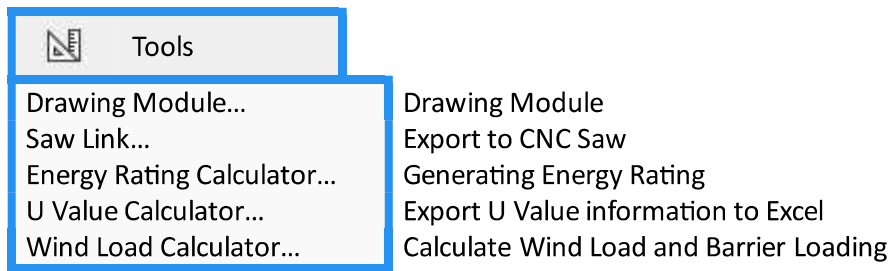 Tools
Drawing Module... Drawing Module
Saw Link... Export to CNC Saw
Energy Rating Calculator... Generating Energy Rating
U Value Calculator... Export U Value information to Excel
Wind Load Calculator... Calculate Wind Load and Barrier Loading